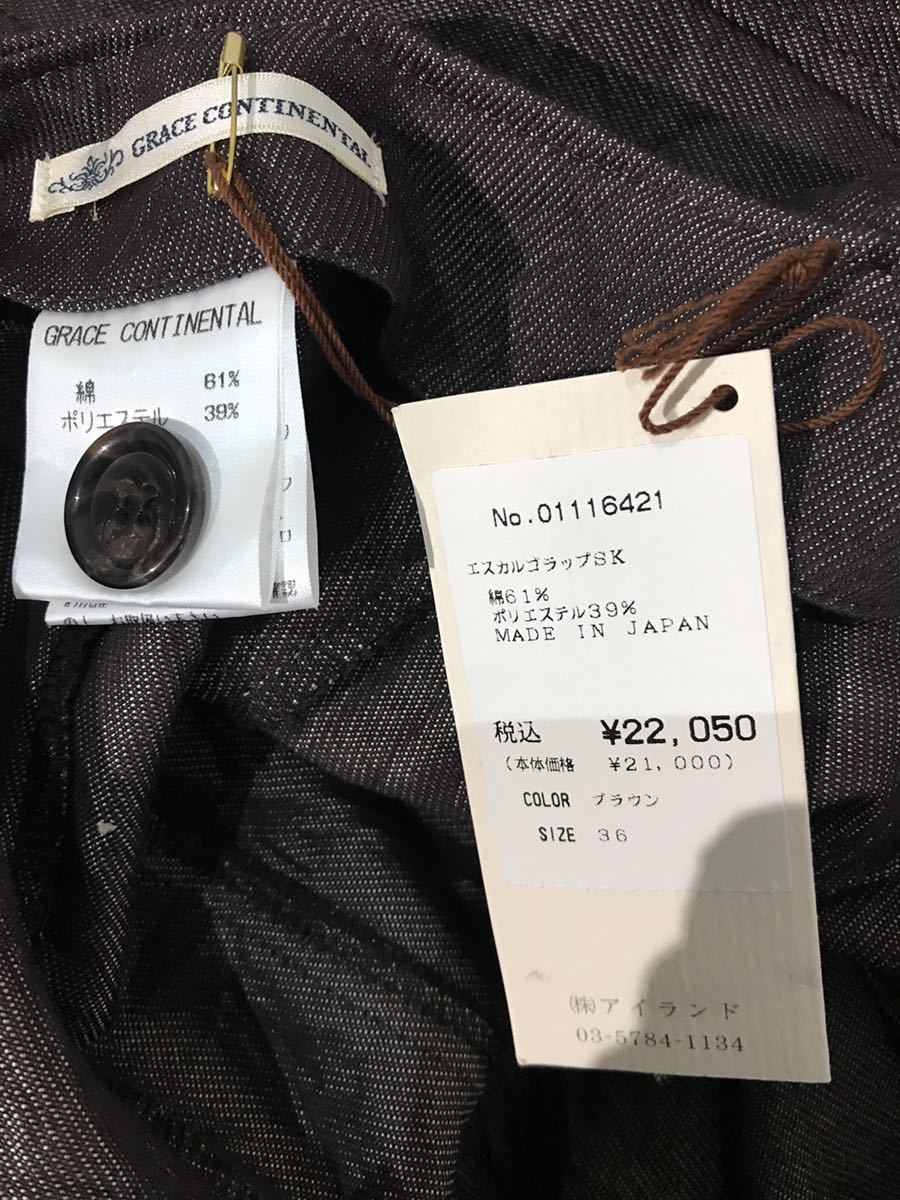 GRACE CONTINENTAL
GRACE CONTINENTAL
綿 61%
ポリエステル 39%
No.01116421
エスカルゴラップSK
綿61%
ポリエステル39%
MADE IN JAPAN
税込 ¥22,050
(本体価格 ¥21,000)
COLOR ブラウン
SIZE 36
(株)アイランド
03-5784-1134